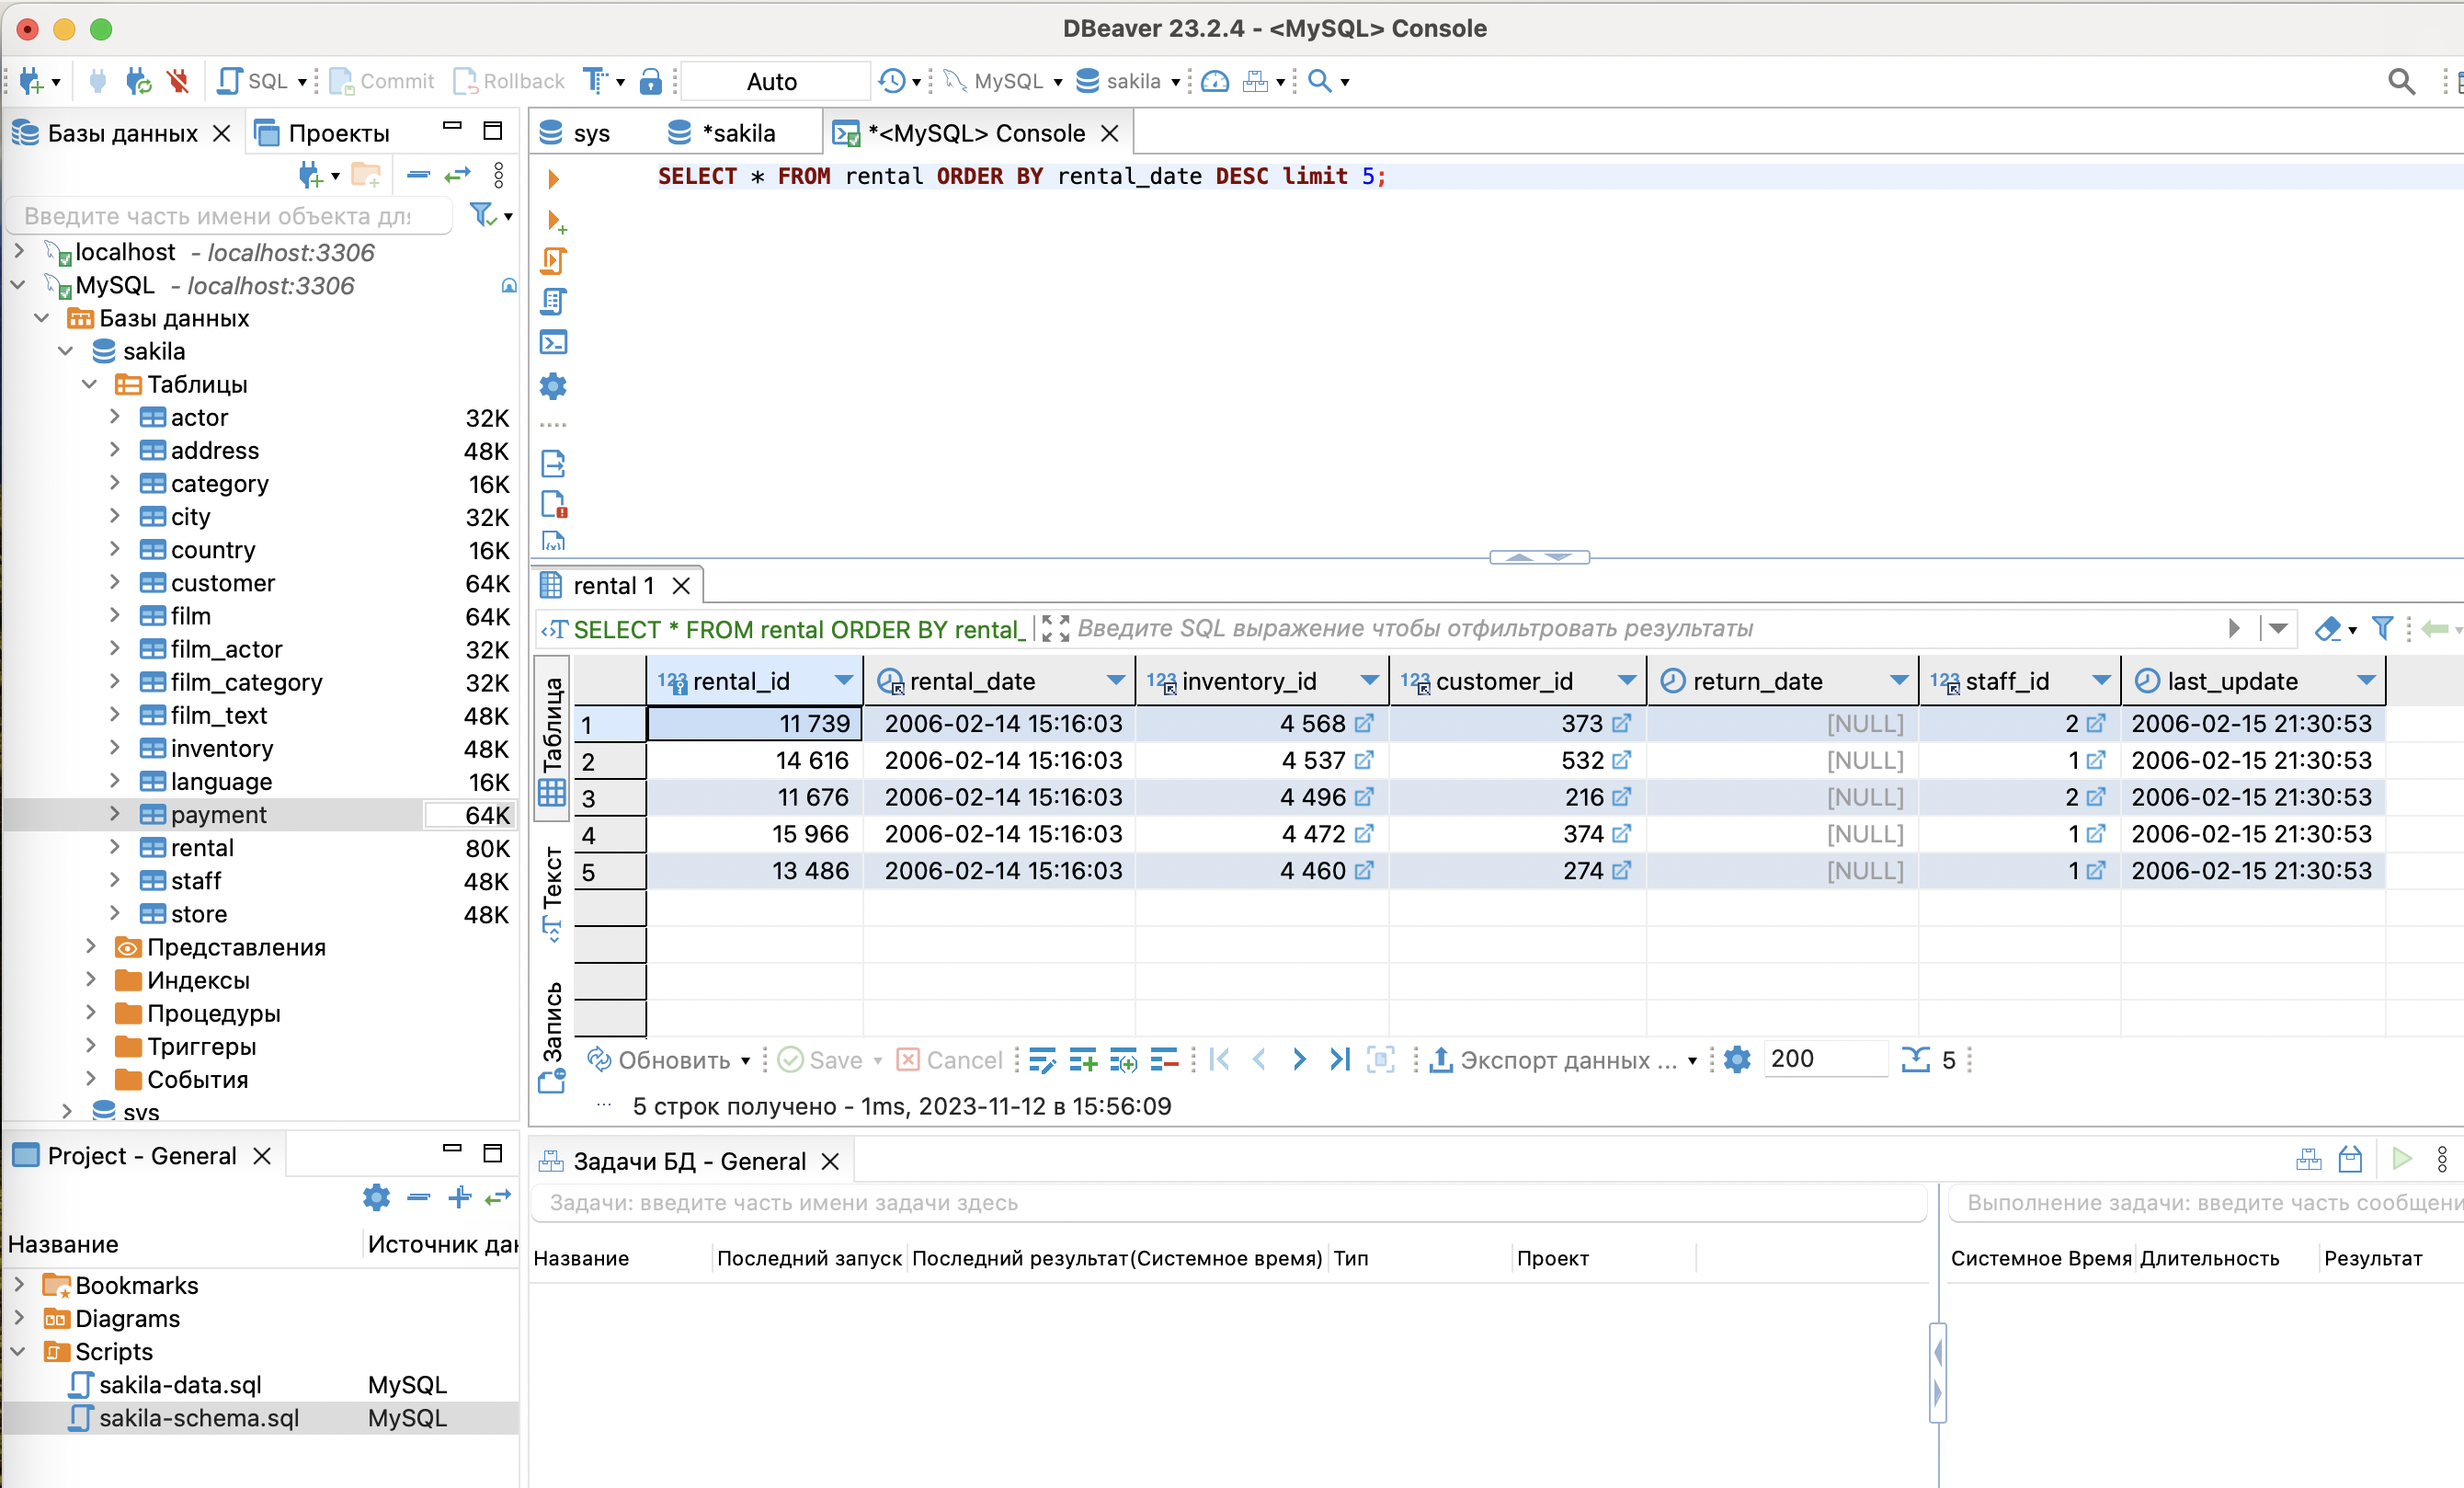 DBeaver 23.2.4 - <MySQL> Console
SQL Commit Rollback Auto MySQL sakila
Базы данных Проекты
sys *sakila *<MySQL> Console
Введите часть имени объекта для
SELECT * FROM rental ORDER BY rental_date DESC limit 5;
localhost - localhost:3306
MySQL - localhost:3306
Базы данных
sakila
Таблицы
actor 32K
address 48K
category 16K
city 32K
country 16K
customer 64K
film 64K
film_actor 32K
film_category 32K
film_text 48K
inventory 48K
language 16K
payment 64K
rental 80K
staff 48K
store 48K
Представления
Индексы
Процедуры
Триггеры
События
sys
rental 1
SELECT * FROM rental ORDER BY rental_ Введите SQL выражение чтобы отфильтровать результаты
Таблица
Текст
Запись
123 rental_id rental_date 123 inventory_id 123 customer_id return_date 123 staff_id last_update
1 11 739 2006-02-14 15:16:03 4 568 373 [NULL] 2 2006-02-15 21:30:53
2 14 616 2006-02-14 15:16:03 4 537 532 [NULL] 1 2006-02-15 21:30:53
3 11 676 2006-02-14 15:16:03 4 496 216 [NULL] 2 2006-02-15 21:30:53
4 15 966 2006-02-14 15:16:03 4 472 374 [NULL] 1 2006-02-15 21:30:53
5 13 486 2006-02-14 15:16:03 4 460 274 [NULL] 1 2006-02-15 21:30:53
Обновить Save Cancel Экспорт данных ... 200 5
... 5 строк получено - 1ms, 2023-11-12 в 15:56:09
Project - General
Название Источник дан
Bookmarks
Diagrams
Scripts
sakila-data.sql MySQL
sakila-schema.sql MySQL
Задачи БД - General
Задачи: введите часть имени задачи здесь Выполнение задачи: введите часть сообщени
Название Последний запуск Последний результат(Системное время) Тип Проект Системное Время Длительность Результат